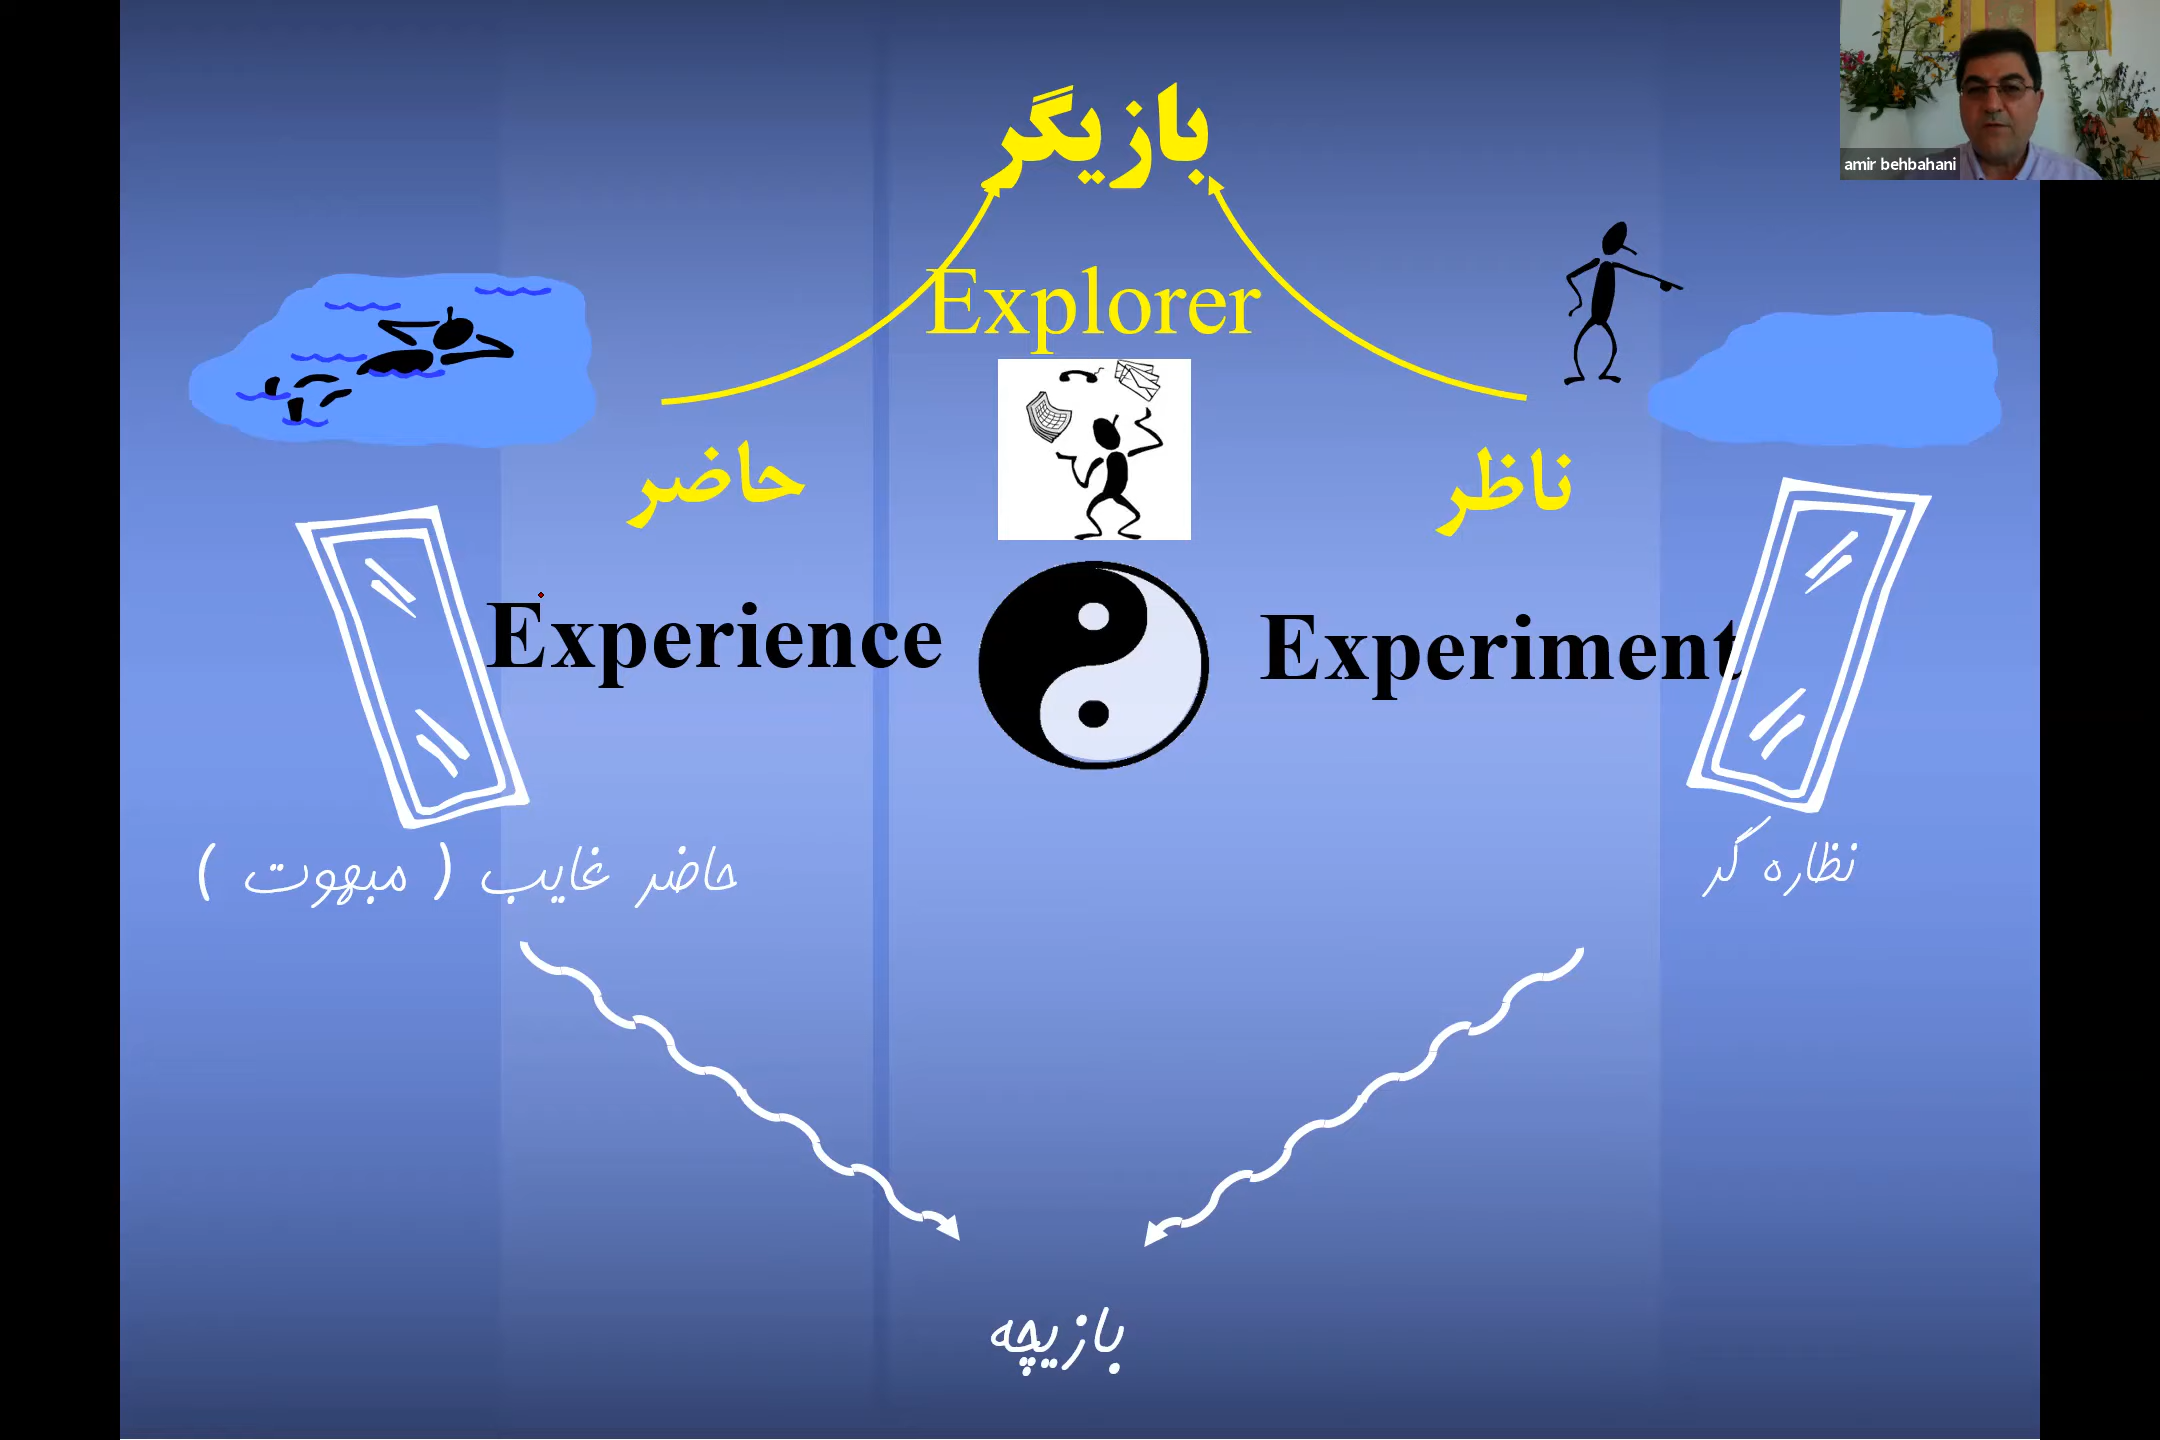 amir behbahani
بازیگر
Explorer
حاضر
ناظر
Experience
Experiment
حاضر غایب ( مبهوت )
نظاره گر
بازیچه